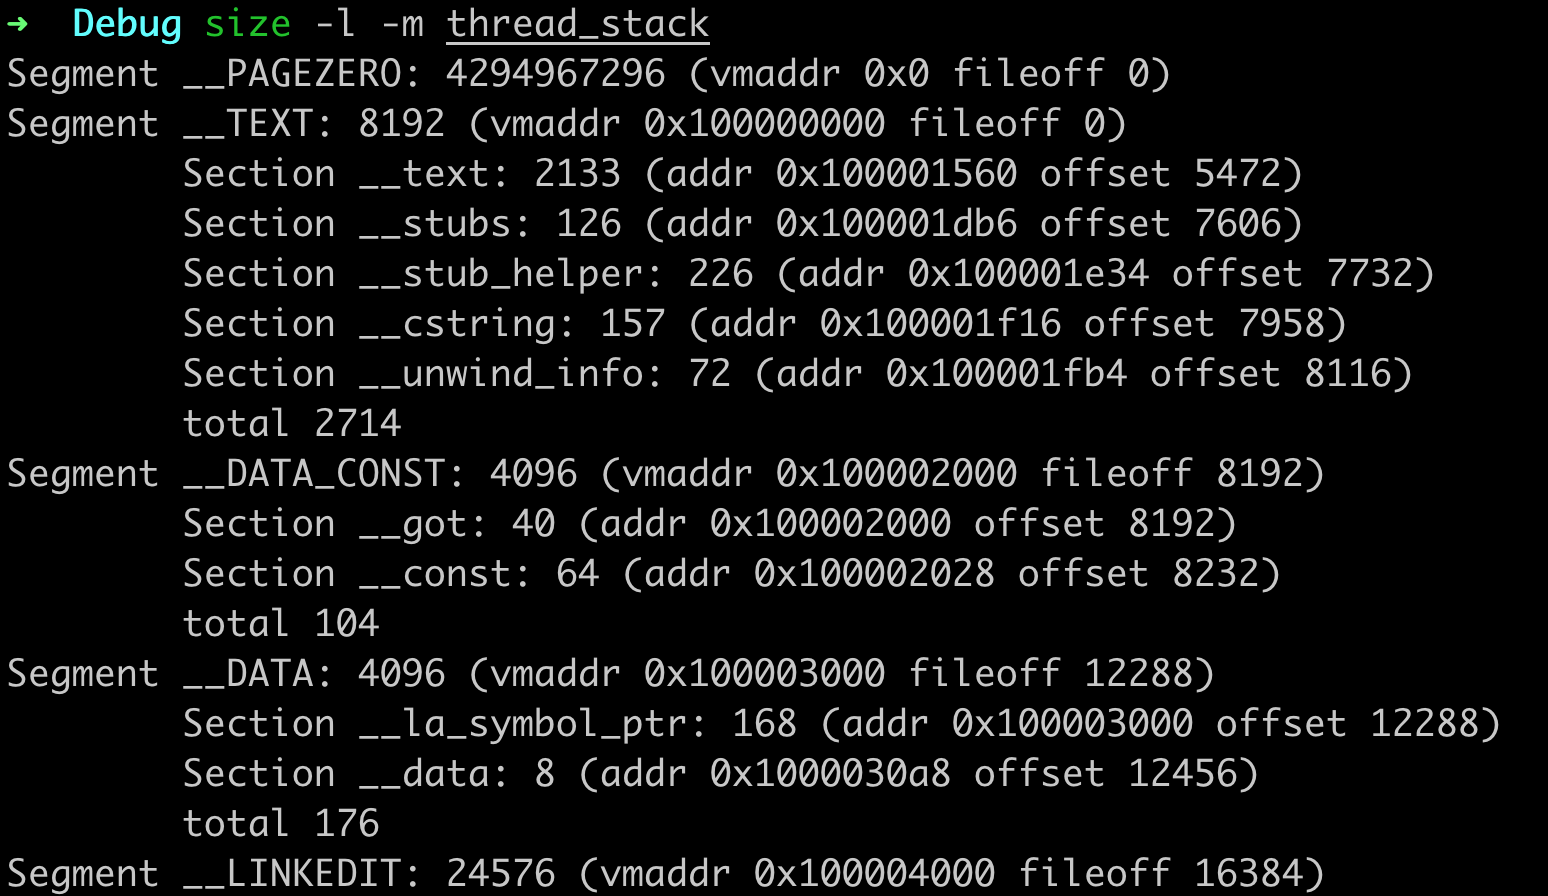 ➜  Debug size -l -m thread_stack
Segment __PAGEZERO: 4294967296 (vmaddr 0x0 fileoff 0)
Segment __TEXT: 8192 (vmaddr 0x100000000 fileoff 0)
        Section __text: 2133 (addr 0x100001560 offset 5472)
        Section __stubs: 126 (addr 0x100001db6 offset 7606)
        Section __stub_helper: 226 (addr 0x100001e34 offset 7732)
        Section __cstring: 157 (addr 0x100001f16 offset 7958)
        Section __unwind_info: 72 (addr 0x100001fb4 offset 8116)
        total 2714
Segment __DATA_CONST: 4096 (vmaddr 0x100002000 fileoff 8192)
        Section __got: 40 (addr 0x100002000 offset 8192)
        Section __const: 64 (addr 0x100002028 offset 8232)
        total 104
Segment __DATA: 4096 (vmaddr 0x100003000 fileoff 12288)
        Section __la_symbol_ptr: 168 (addr 0x100003000 offset 12288)
        Section __data: 8 (addr 0x1000030a8 offset 12456)
        total 176
Segment __LINKEDIT: 24576 (vmaddr 0x100004000 fileoff 16384)